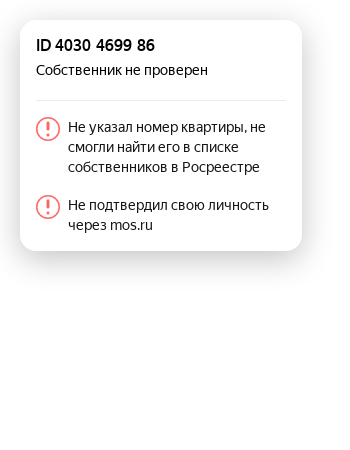 ID 4030 4699 86
Собственник не проверен
Не указал номер квартиры, не
смогли найти его в списке
собственников в Росреестре
Не подтвердил свою личность
через mos.ru